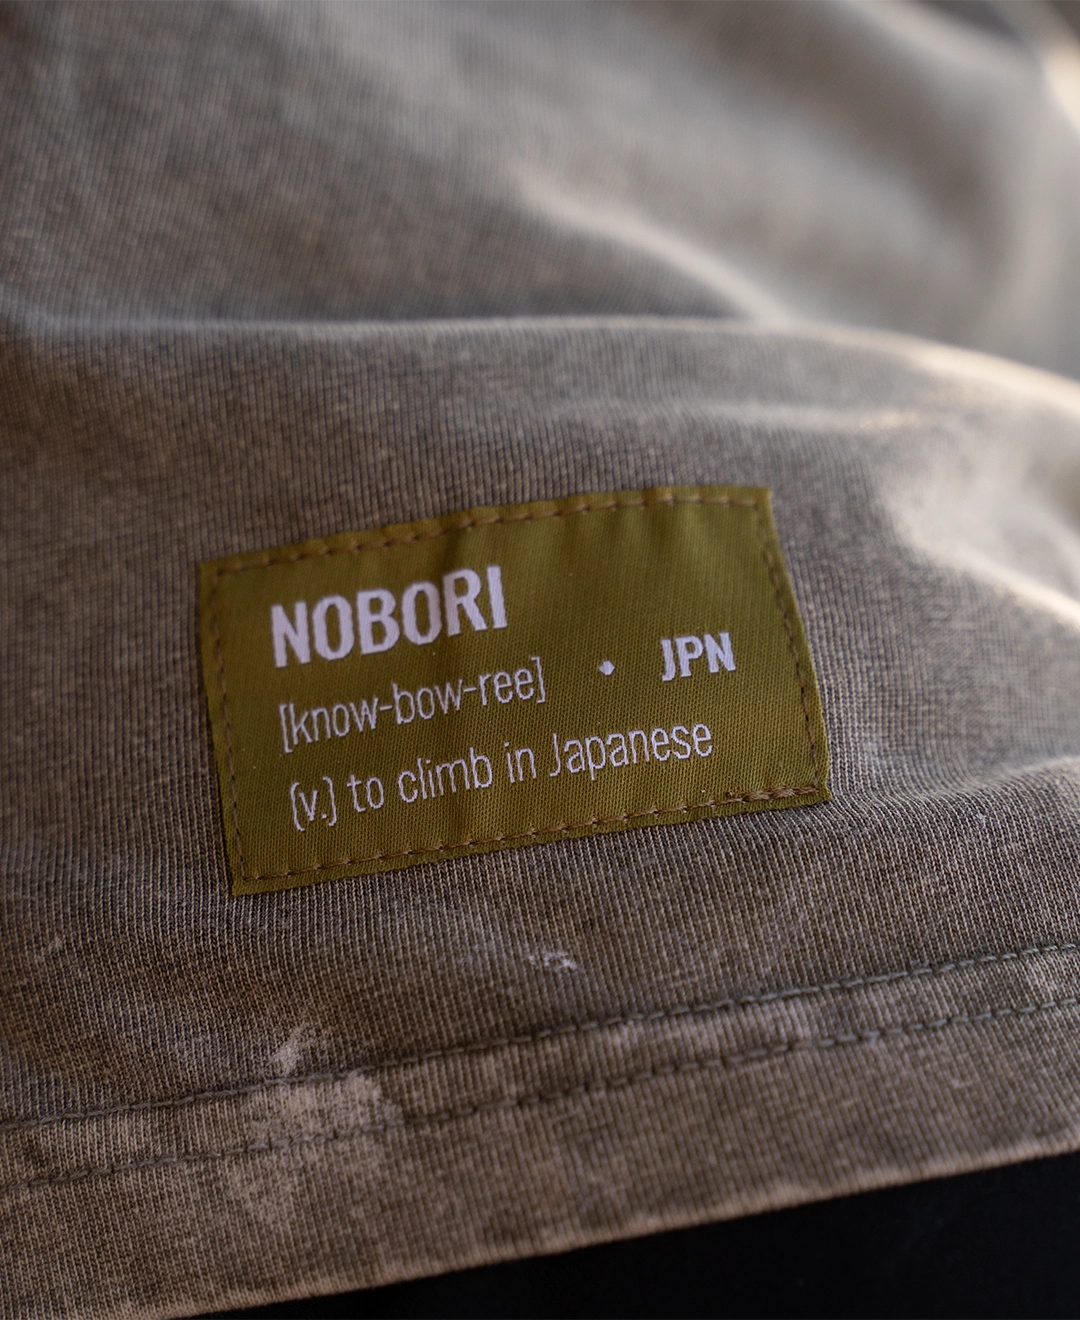 NOBORI
[know-bow-ree] • JPN
(v.) to climb in Japanese